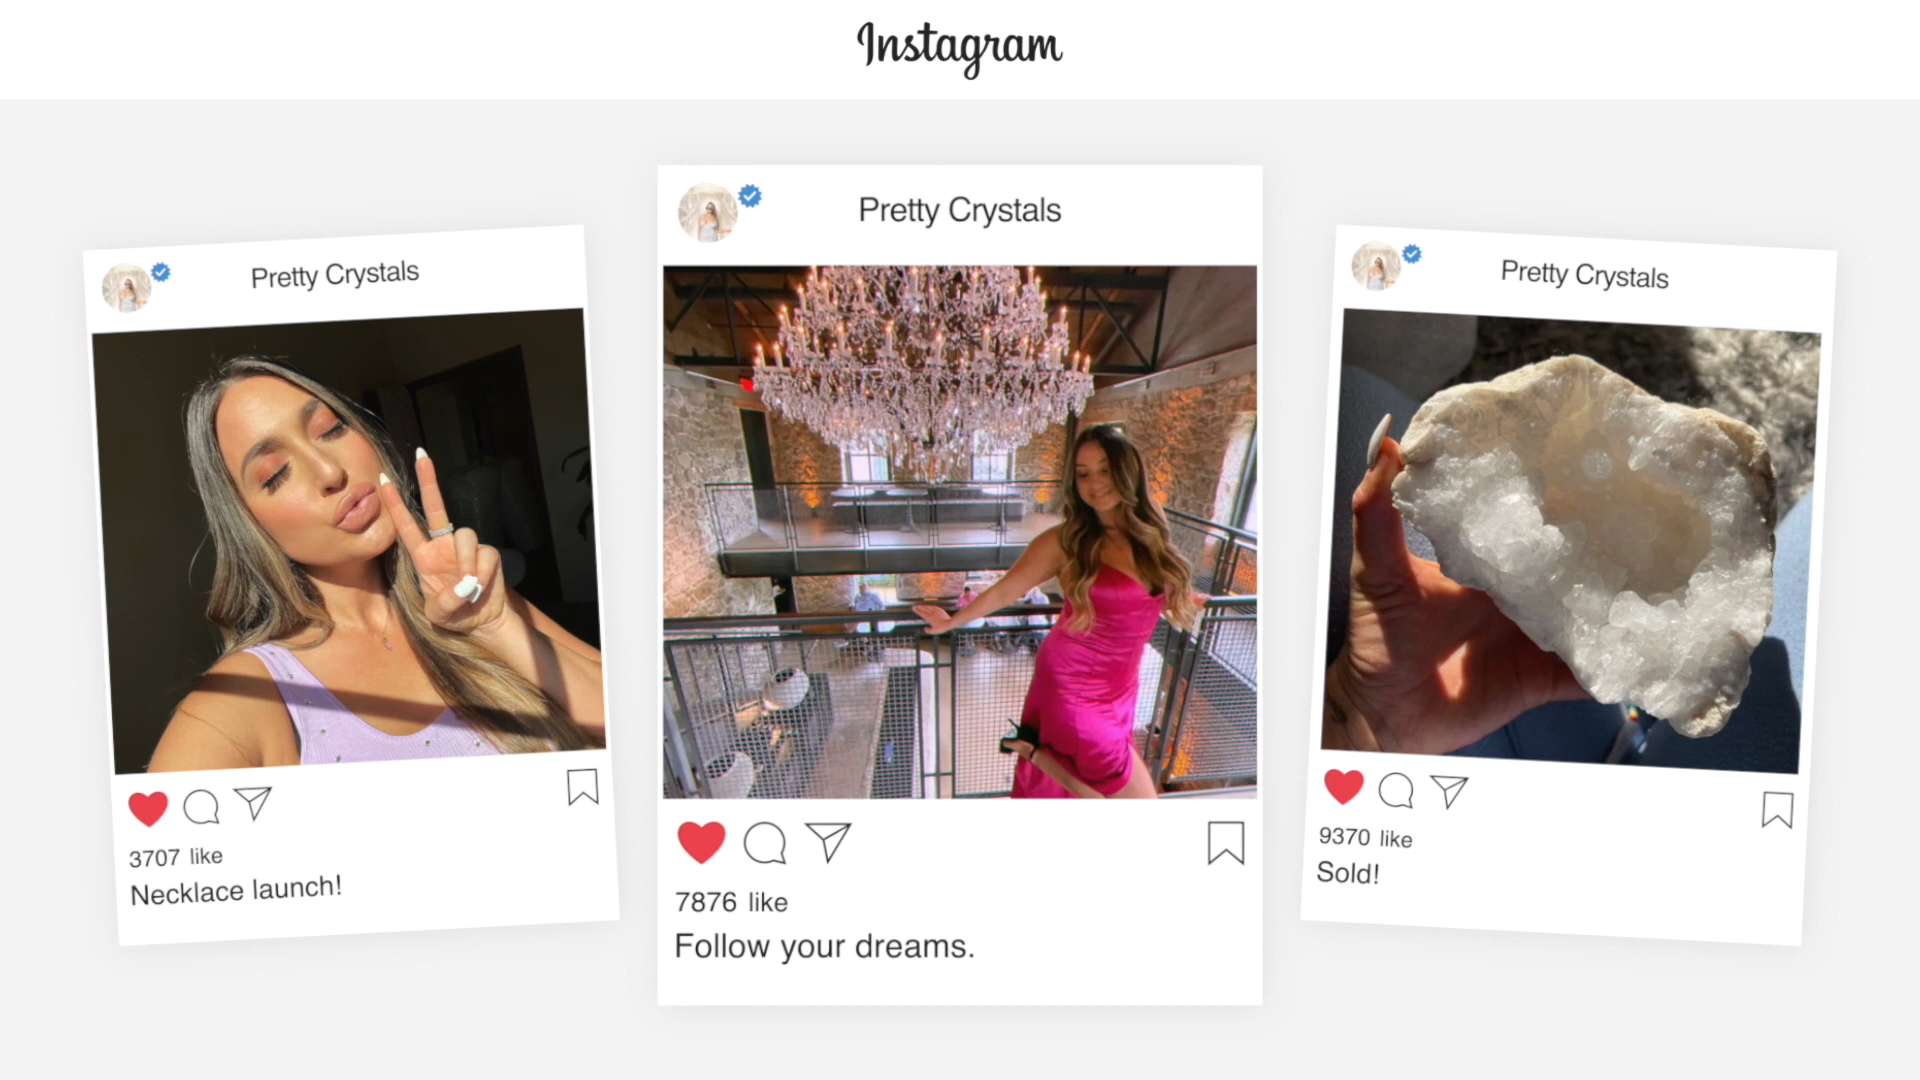 Instagram
Pretty Crystals
3707 like
Necklace launch!
Pretty Crystals
7876 like
Follow your dreams.
Pretty Crystals
9370 like
Sold!